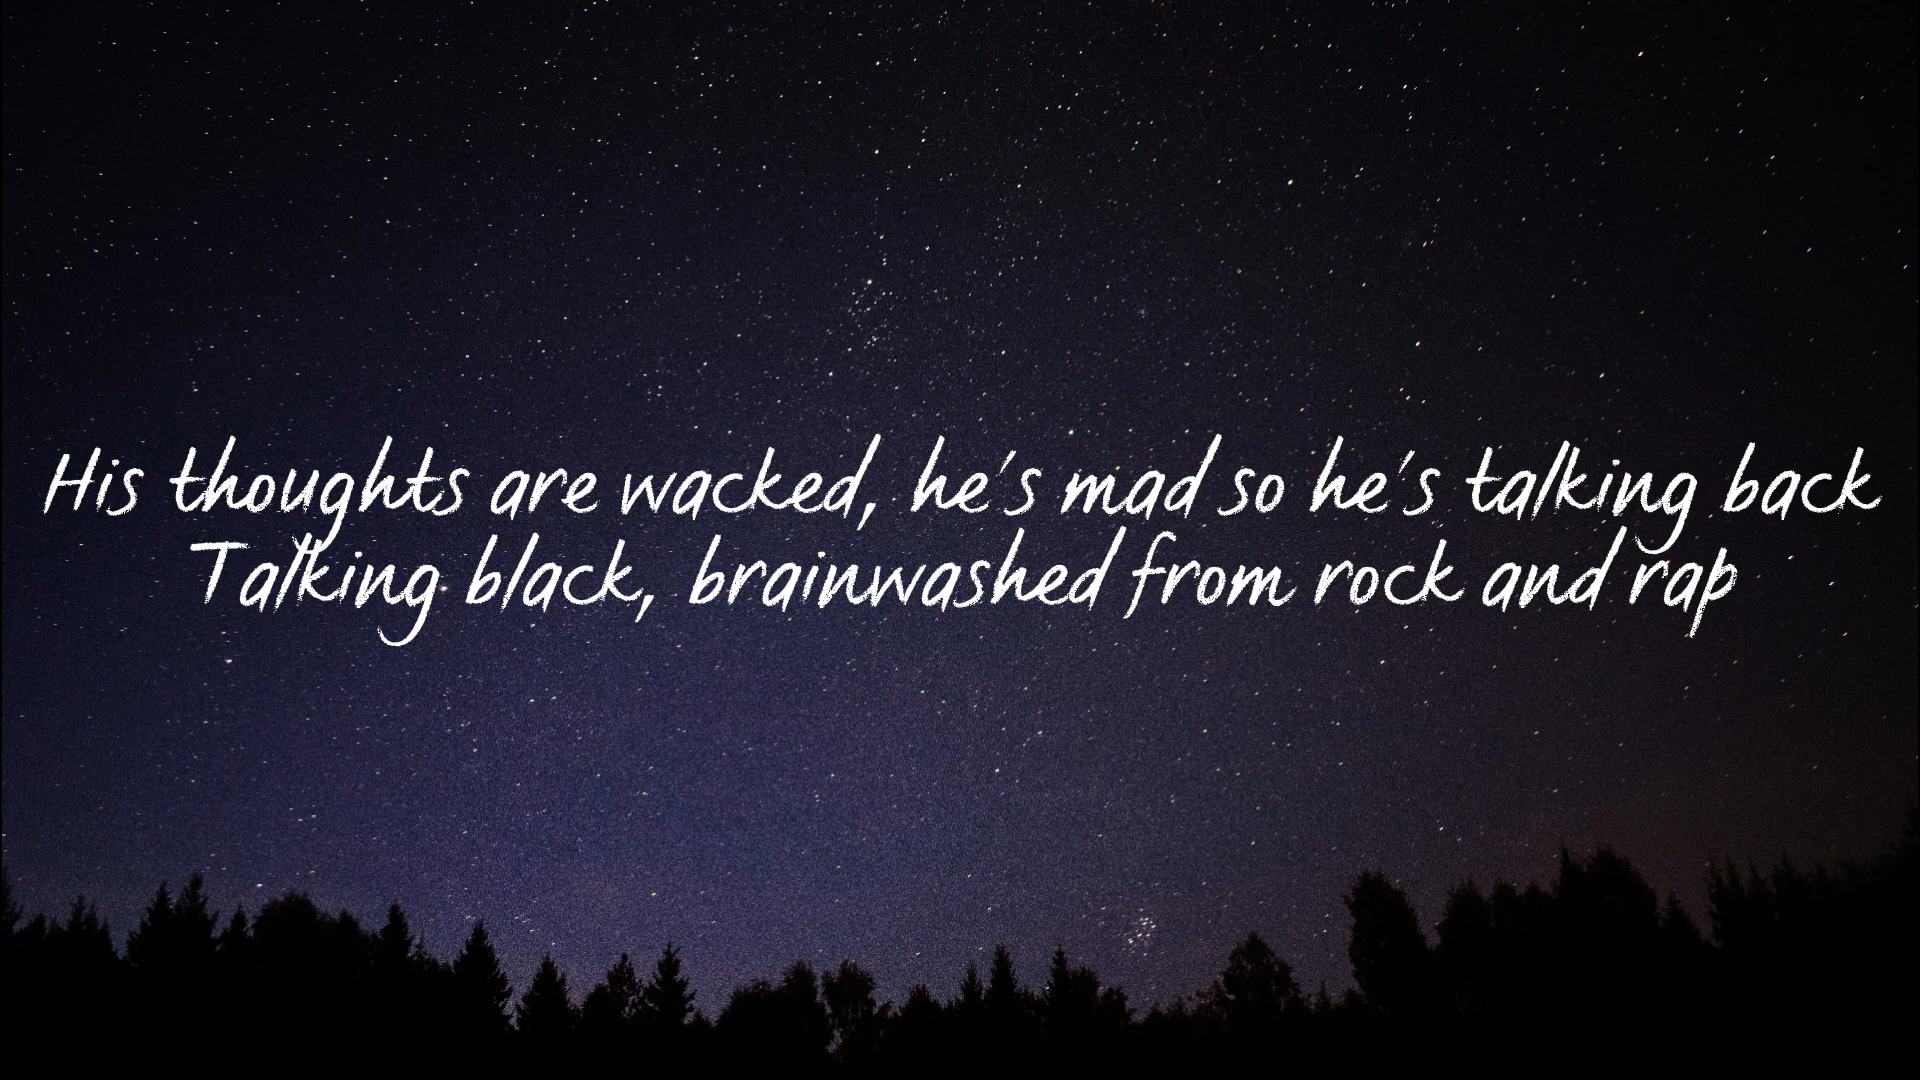 His thoughts are wacked, he's mad so he's talking back
Talking black, brainwashed from rock and rap